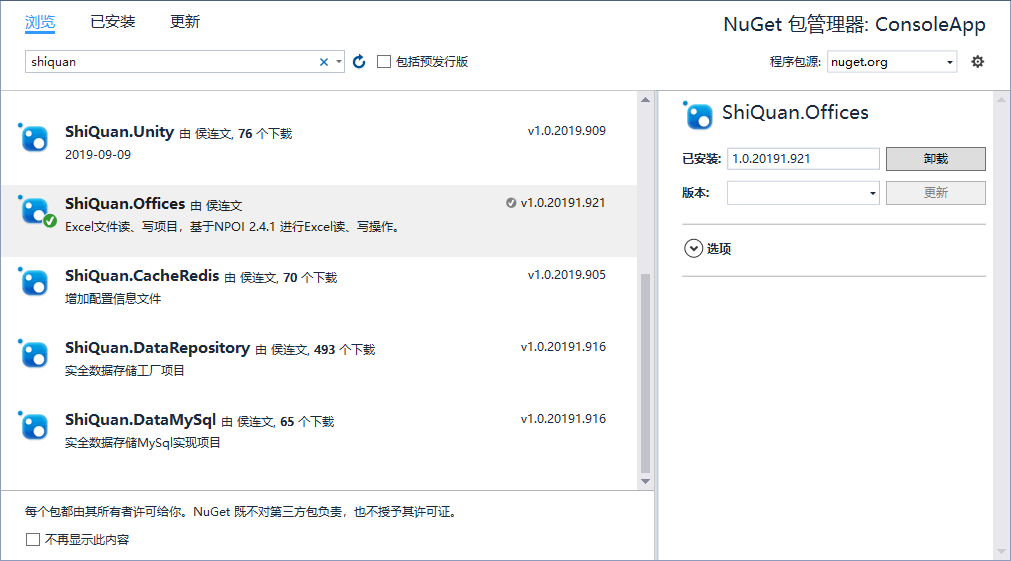 浏览 已安装 更新
NuGet 包管理器: ConsoleApp
shiquan
包括预发行版
程序包源: nuget.org
ShiQuan.Unity 由 侯连文, 76 个下载 v1.0.2019.909
2019-09-09
ShiQuan.Offices 由 侯连文 v1.0.20191.921
Excel文件读、写项目，基于NPOI 2.4.1 进行Excel读、写操作。
ShiQuan.CacheRedis 由 侯连文, 70 个下载 v1.0.2019.905
增加配置信息文件
ShiQuan.DataRepository 由 侯连文, 493 个下载 v1.0.20191.916
实全数据存储工厂项目
ShiQuan.DataMySql 由 侯连文, 65 个下载 v1.0.20191.916
实全数据存储MySql实现项目
每个包都由其所有者许可给你。NuGet 既不对第三方包负责，也不授予其许可证。
不再显示此内容
ShiQuan.Offices
已安装: 1.0.20191.921 卸载
版本: 更新
选项